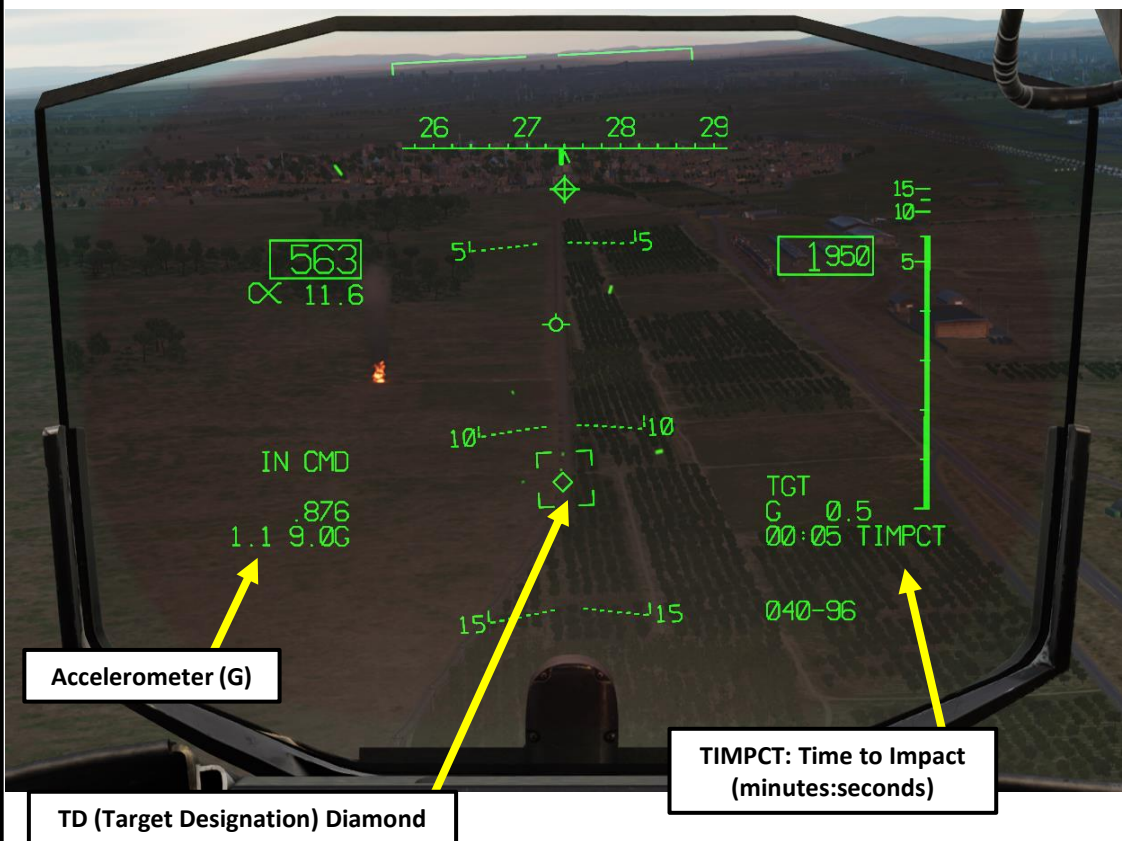 26 27 28 29
15
10
5
563
α 11.6
1950
5 5
10 10
IN CMD
.876
1.1 9.0G
TGT
G 0.5
00:05 TIMPCT
15 15
040-96
Accelerometer (G)
TIMPCT: Time to Impact
(minutes:seconds)
TD (Target Designation) Diamond